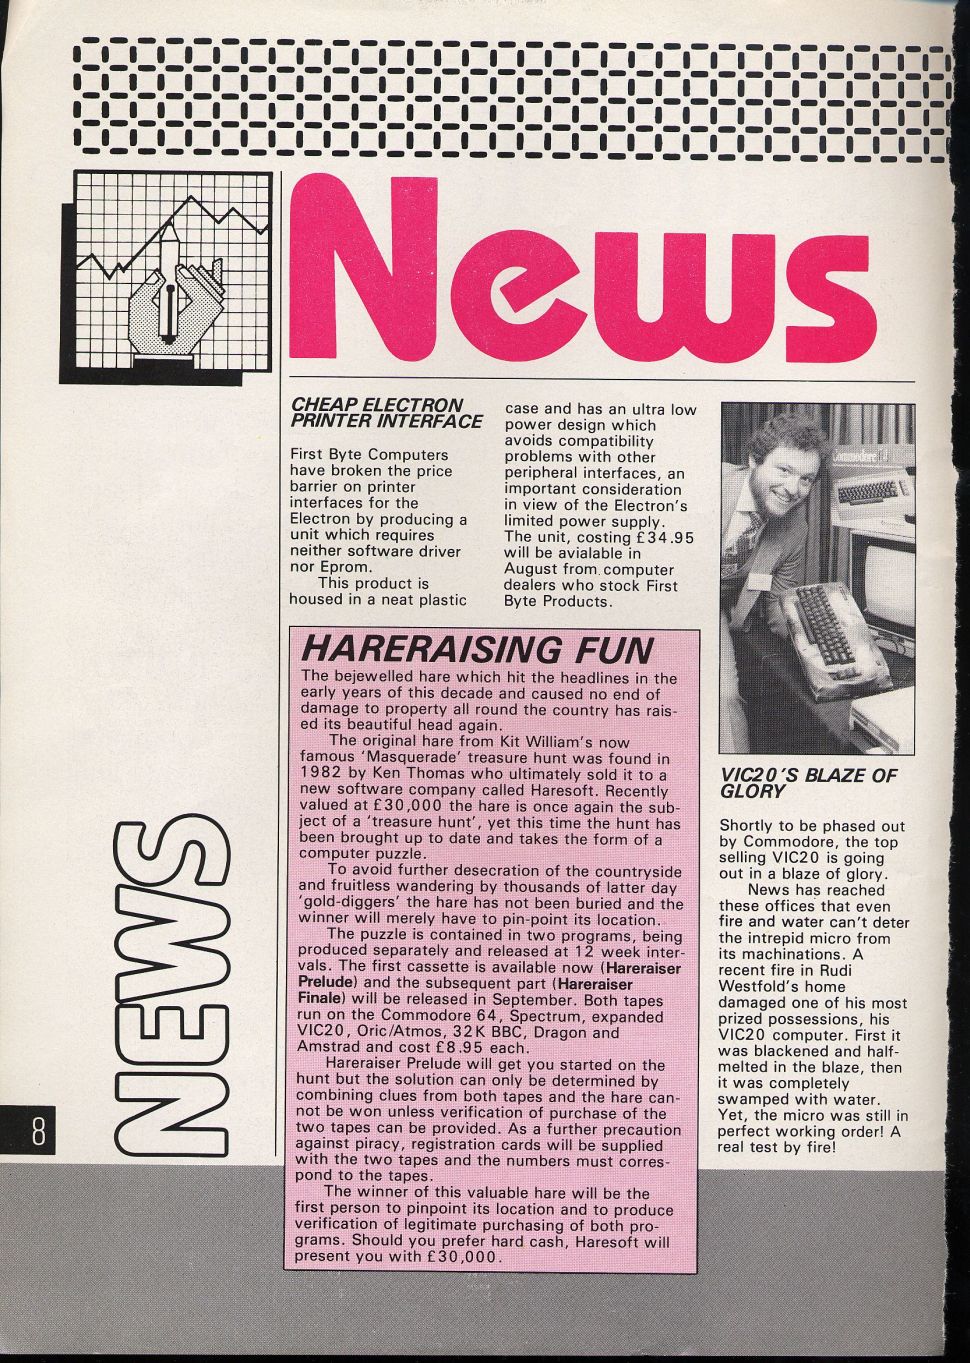 News
CHEAP ELECTRON
PRINTER INTERFACE
First Byte Computers
have broken the price
barrier on printer
interfaces for the
Electron by producing a
unit which requires
neither software driver
nor Eprom.
This product is
housed in a neat plastic
case and has an ultra low
power design which
avoids compatibility
problems with other
peripheral interfaces, an
important consideration
in view of the Electron's
limited power supply.
The unit, costing £34.95
will be avialable in
August from computer
dealers who stock First
Byte Products.
HARERAISING FUN
The bejewelled hare which hit the headlines in the
early years of this decade and caused no end of
damage to property all round the country has rais-
ed its beautiful head again.
The original hare from Kit William's now
famous 'Masquerade' treasure hunt was found in
1982 by Ken Thomas who ultimately sold it to a
new software company called Haresoft. Recently
valued at £30,000 the hare is once again the sub-
ject of a 'treasure hunt', yet this time the hunt has
been brought up to date and takes the form of a
computer puzzle.
To avoid further desecration of the countryside
and fruitless wandering by thousands of latter day
'gold-diggers' the hare has not been buried and the
winner will merely have to pin-point its location.
The puzzle is contained in two programs, being
produced separately and released at 12 week inter-
vals. The first cassette is available now (Hareraiser
Prelude) and the subsequent part (Hareraiser
Finale) will be released in September. Both tapes
run on the Commodore 64, Spectrum, expanded
VIC20, Oric/Atmos, 32K BBC, Dragon and
Amstrad and cost £8.95 each.
Hareraiser Prelude will get you started on the
hunt but the solution can only be determined by
combining clues from both tapes and the hare can-
not be won unless verification of purchase of the
two tapes can be provided. As a further precaution
against piracy, registration cards will be supplied
with the two tapes and the numbers must corres-
pond to the tapes.
The winner of this valuable hare will be the
first person to pinpoint its location and to produce
verification of legitimate purchasing of both pro-
grams. Should you prefer hard cash, Haresoft will
present you with £30,000.
Commodore 64
VIC20'S BLAZE OF
GLORY
Shortly to be phased out
by Commodore, the top
selling VIC20 is going
out in a blaze of glory.
News has reached
these offices that even
fire and water can't deter
the intrepid micro from
its machinations. A
recent fire in Rudi
Westfold's home
damaged one of his most
prized possessions, his
VIC20 computer. First it
was blackened and half-
melted in the blaze, then
it was completely
swamped with water.
Yet, the micro was still in
perfect working order! A
real test by fire!
NEWS
8